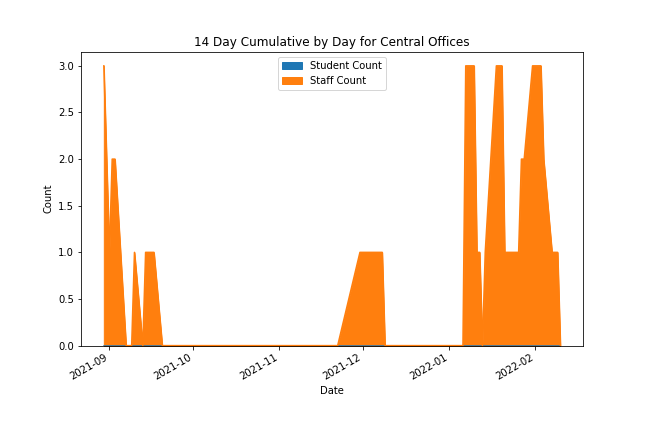 14 Day Cumulative by Day for Central Offices
Student Count
Staff Count
3.0
2.5
2.0
1.5
1.0
0.5
0.0
Count
2021-09
2021-10
2021-11
2021-12
2022-01
2022-02
Date